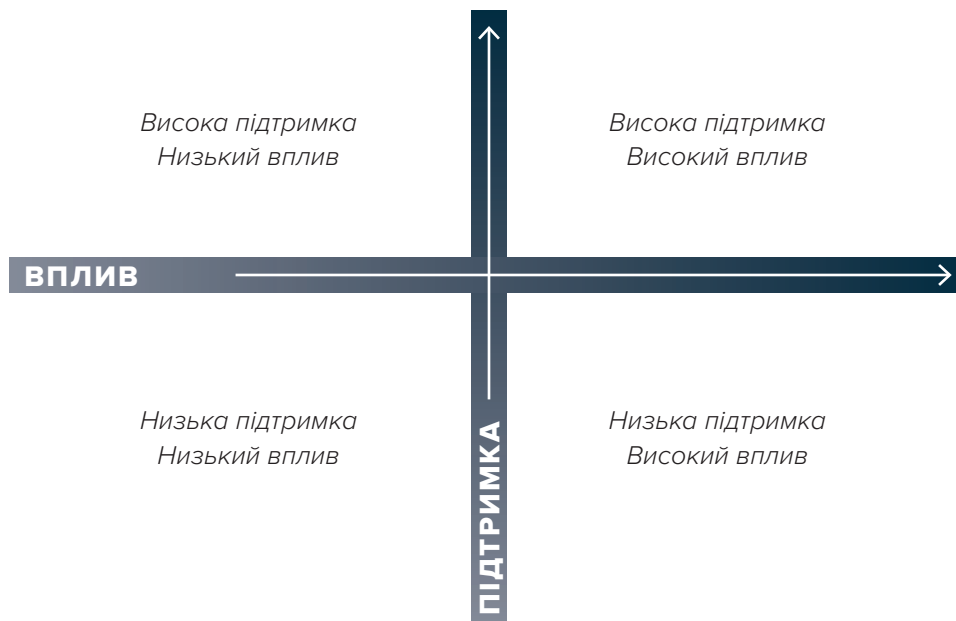 Висока підтримка
Низький вплив
Висока підтримка
Високий вплив
ВПЛИВ
Низька підтримка
Низький вплив
Низька підтримка
Високий вплив
ПІДТРИМКА